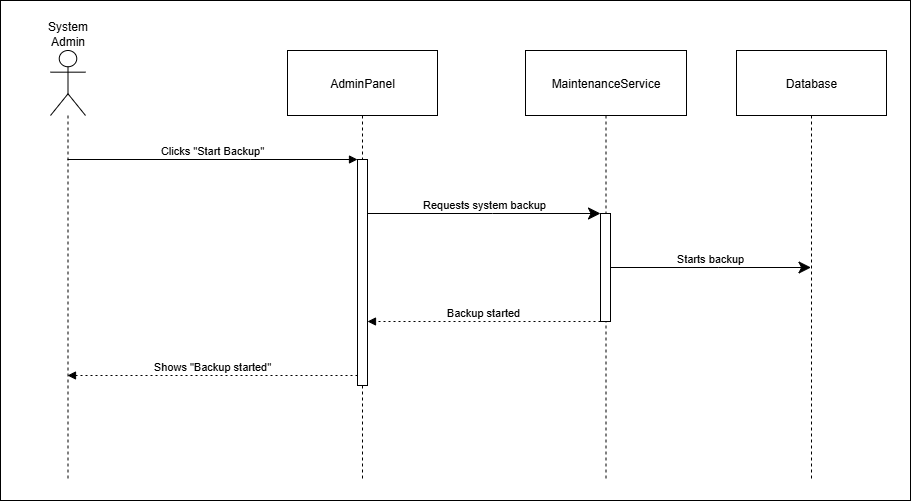 System
Admin
AdminPanel
MaintenanceService
Database
Clicks "Start Backup"
Requests system backup
Starts backup
Backup started
Shows "Backup started"